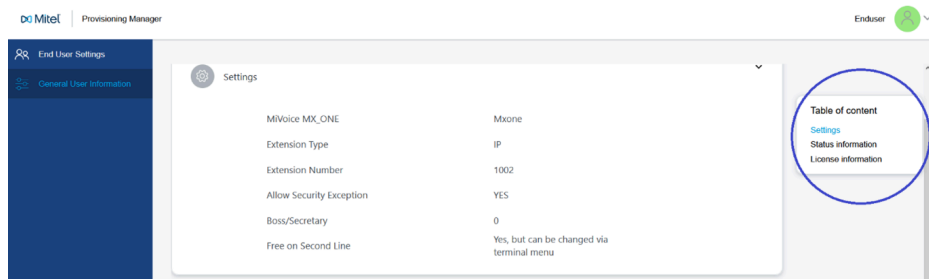 Mitel Provisioning Manager
Enduser
End User Settings
General User Information
Settings
MiVoice MX_ONE Mxone
Extension Type IP
Extension Number 1002
Allow Security Exception YES
Boss/Secretary 0
Free on Second Line Yes, but can be changed via
terminal menu
Table of content
Settings
Status information
License information